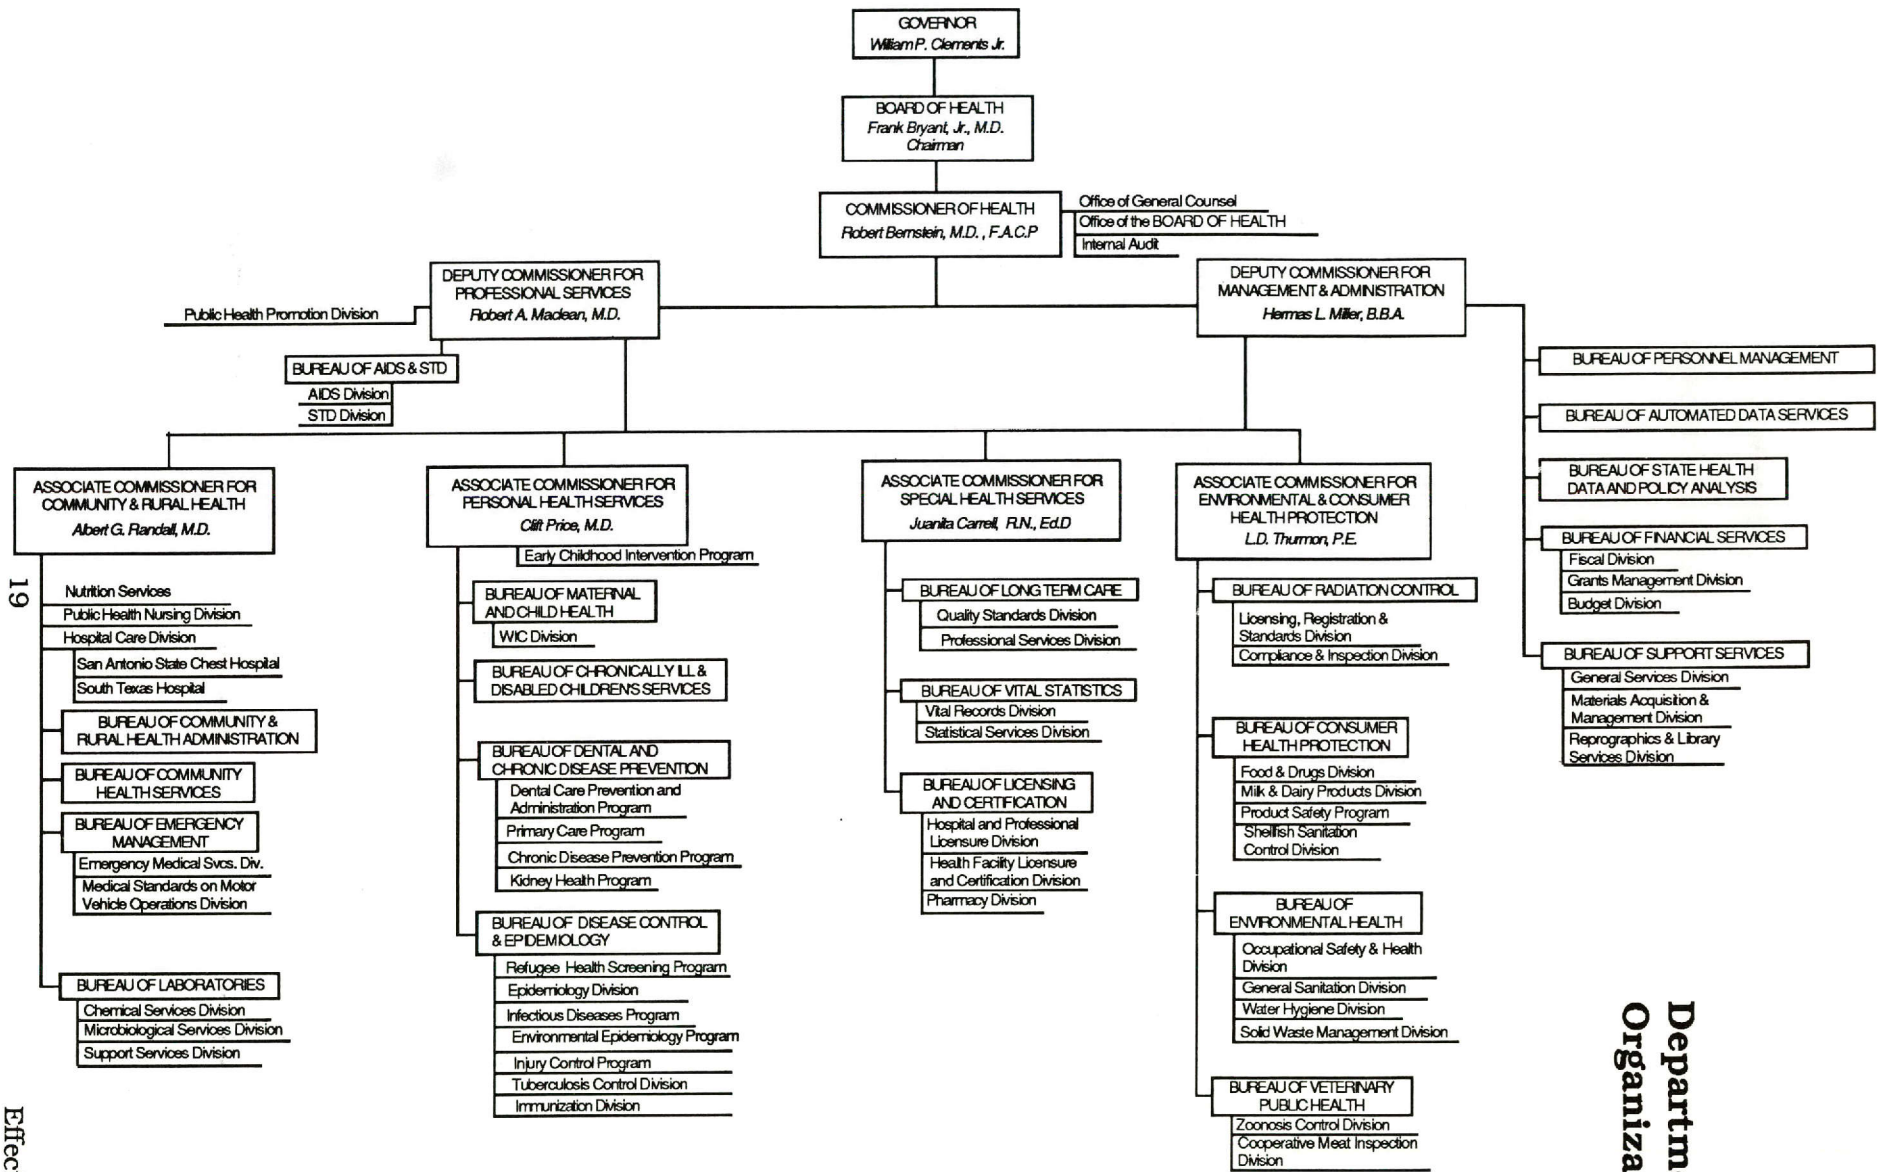 GOVERNOR
William P. Clements Jr.
BOARD OF HEALTH
Frank Bryant, Jr., M.D.
Chairman
COMMISSIONER OF HEALTH
Robert Bernstein, M.D. , F.A.C.P
Office of General Counsel
Office of the BOARD OF HEALTH
Internal Audit
DEPUTY COMMISSIONER FOR
PROFESSIONAL SERVICES
Robert A. Maclean, M.D.
Public Health Promotion Division
BUREAU OF AIDS & STD
AIDS Division
STD Division
DEPUTY COMMISSIONER FOR
MANAGEMENT & ADMINISTRATION
Hermas L. Miller, B.B.A.
BUREAU OF PERSONNEL MANAGEMENT
BUREAU OF AUTOMATED DATA SERVICES
BUREAU OF STATE HEALTH
DATA AND POLICY ANALYSIS
BUREAU OF FINANCIAL SERVICES
Fiscal Division
Grants Management Division
Budget Division
BUREAU OF SUPPORT SERVICES
General Services Division
Materials Acquisition &
Management Division
Reprographics & Library
Services Division
ASSOCIATE COMMISSIONER FOR
COMMUNITY & RURAL HEALTH
Albert G. Randall, M.D.
Nutrition Services
Public Health Nursing Division
Hospital Care Division
San Antonio State Chest Hospital
South Texas Hospital
BUREAU OF COMMUNITY &
RURAL HEALTH ADMINISTRATION
BUREAU OF COMMUNITY
HEALTH SERVICES
BUREAU OF EMERGENCY
MANAGEMENT
Emergency Medical Svcs. Div.
Medical Standards on Motor
Vehicle Operations Division
BUREAU OF LABORATORIES
Chemical Services Division
Microbiological Services Division
Support Services Division
ASSOCIATE COMMISSIONER FOR
PERSONAL HEALTH SERVICES
Clift Price, M.D.
Early Childhood Intervention Program
BUREAU OF MATERNAL
AND CHILD HEALTH
WIC Division
BUREAU OF CHRONICALLY ILL &
DISABLED CHILDREN'S SERVICES
BUREAU OF DENTAL AND
CHRONIC DISEASE PREVENTION
Dental Care Prevention and
Administration Program
Primary Care Program
Chronic Disease Prevention Program
Kidney Health Program
BUREAU OF DISEASE CONTROL
& EPIDEMIOLOGY
Refugee Health Screening Program
Epidemiology Division
Infectious Diseases Program
Environmental Epidemiology Program
Injury Control Program
Tuberculosis Control Division
Immunization Division
ASSOCIATE COMMISSIONER FOR
SPECIAL HEALTH SERVICES
Juanita Carrell, R.N., Ed.D
BUREAU OF LONG TERM CARE
Quality Standards Division
Professional Services Division
BUREAU OF VITAL STATISTICS
Vital Records Division
Statistical Services Division
BUREAU OF LICENSING
AND CERTIFICATION
Hospital and Professional
Licensure Division
Health Facility Licensure
and Certification Division
Pharmacy Division
ASSOCIATE COMMISSIONER FOR
ENVIRONMENTAL & CONSUMER
HEALTH PROTECTION
L.D. Thurmon, P.E.
BUREAU OF RADIATION CONTROL
Licensing, Registration &
Standards Division
Compliance & Inspection Division
BUREAU OF CONSUMER
HEALTH PROTECTION
Food & Drugs Division
Milk & Dairy Products Division
Product Safety Program
Shellfish Sanitation
Control Division
BUREAU OF
ENVIRONMENTAL HEALTH
Occupational Safety & Health
Division
General Sanitation Division
Water Hygiene Division
Solid Waste Management Division
BUREAU OF VETERINARY
PUBLIC HEALTH
Zoonosis Control Division
Cooperative Meat Inspection
Division
19
Effec
Departm
Organiza